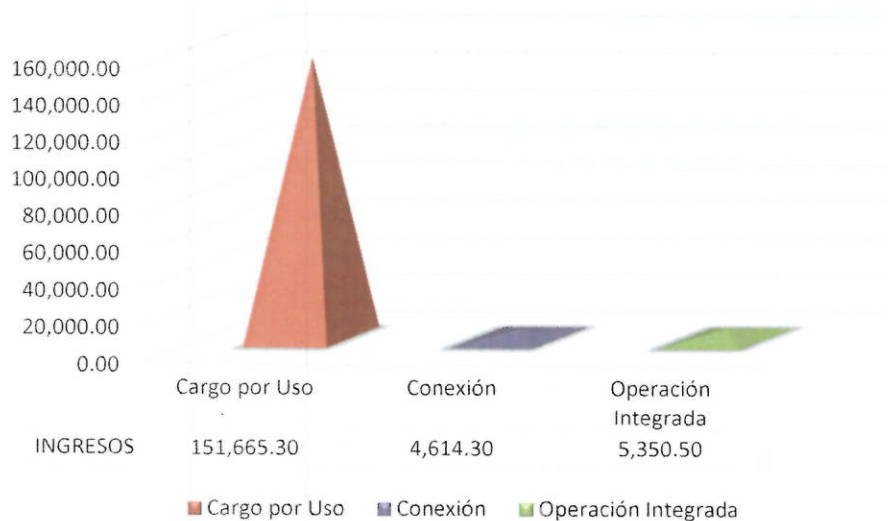 160,000.00
140,000.00
120,000.00
100,000.00
80,000.00
60,000.00
40,000.00
20,000.00
0.00
Cargo por Uso Conexión Operación
Integrada
INGRESOS 151,665.30 4,614.30 5,350.50
Cargo por Uso Conexión Operación Integrada